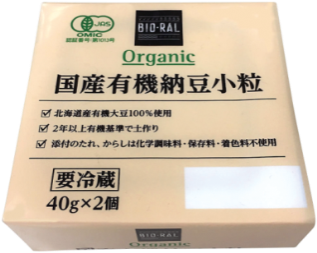 JAS
OMIC
BIO-RAL
Organic
国産有機納豆小粒
北海道産有機大豆100%使用
2年以上有機基準で土作り
添付のたれ、からしは化学調味料・保存料・着色料不使用
要冷蔵
40g×2個
BIO-RAL
Organic